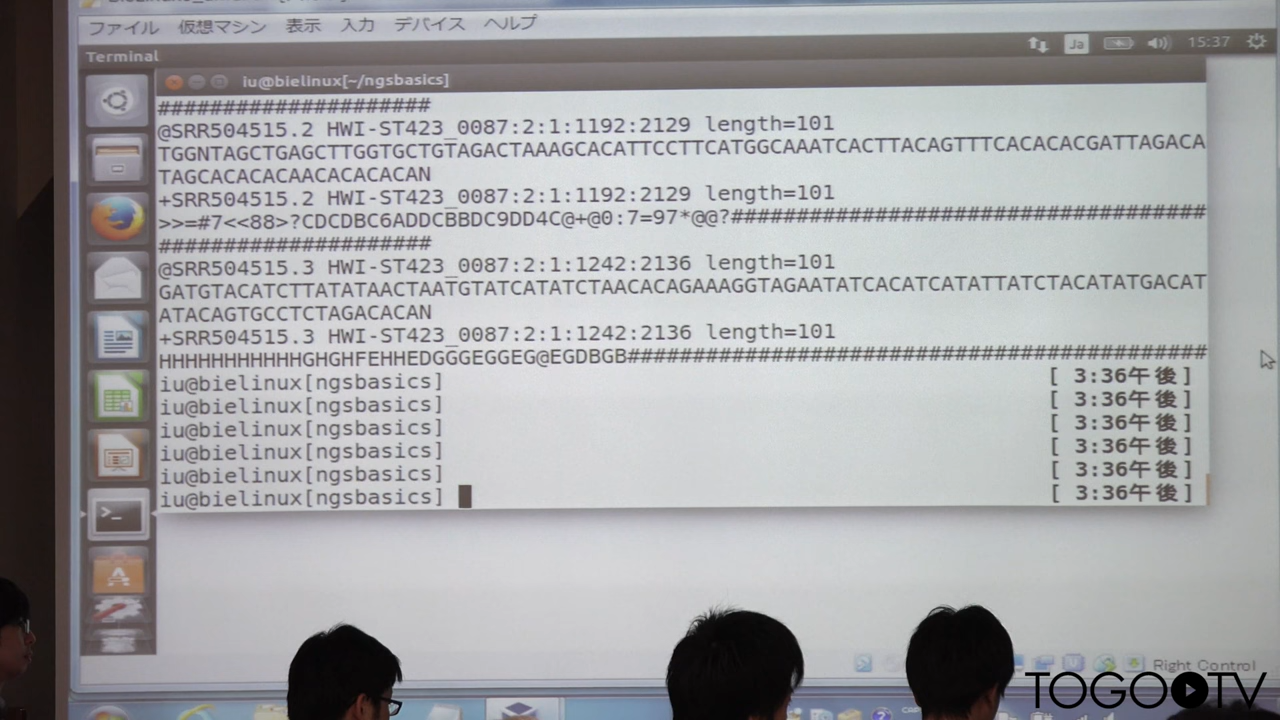 ファイル 仮想マシン 表示 入力 デバイス ヘルプ
Terminal
Ja
15:37
iu@bielinux[~/ngsbasics]
####################
@SRR504515.2 HWI-ST423_0087:2:1:1192:2129 length=101
TGGNTAGCTGAGCTTGGTGCTGTAGACTAAAGCACATTCCTTCATGGCAAATCACTTACAGTTTCACACACGATTAGACA
TAGCACACACAACACACACAN
+SRR504515.2 HWI-ST423_0087:2:1:1192:2129 length=101
>>=#7<<88>?CDCDBC6ADDCBBDC9DD4C@+@0:7=97*@@?####################################
####################
@SRR504515.3 HWI-ST423_0087:2:1:1242:2136 length=101
GATGTACATCTTATATAACTAATGTATCATATCTAACACAGAAAGGTAGAATATCACATCATATTATCTACATATGACAT
ATACAGTGCCTCTAGACACAN
+SRR504515.3 HWI-ST423_0087:2:1:1242:2136 length=101
HHHHHHHHHHHGHGHFEHHEDGGGEGGEG@EGDBGB############################################
iu@bielinux[ngsbasics] [ 3:36午後]
iu@bielinux[ngsbasics] [ 3:36午後]
iu@bielinux[ngsbasics] [ 3:36午後]
iu@bielinux[ngsbasics] [ 3:36午後]
iu@bielinux[ngsbasics] [ 3:36午後]
iu@bielinux[ngsbasics] [ 3:36午後]
Right Control
TOGO TV